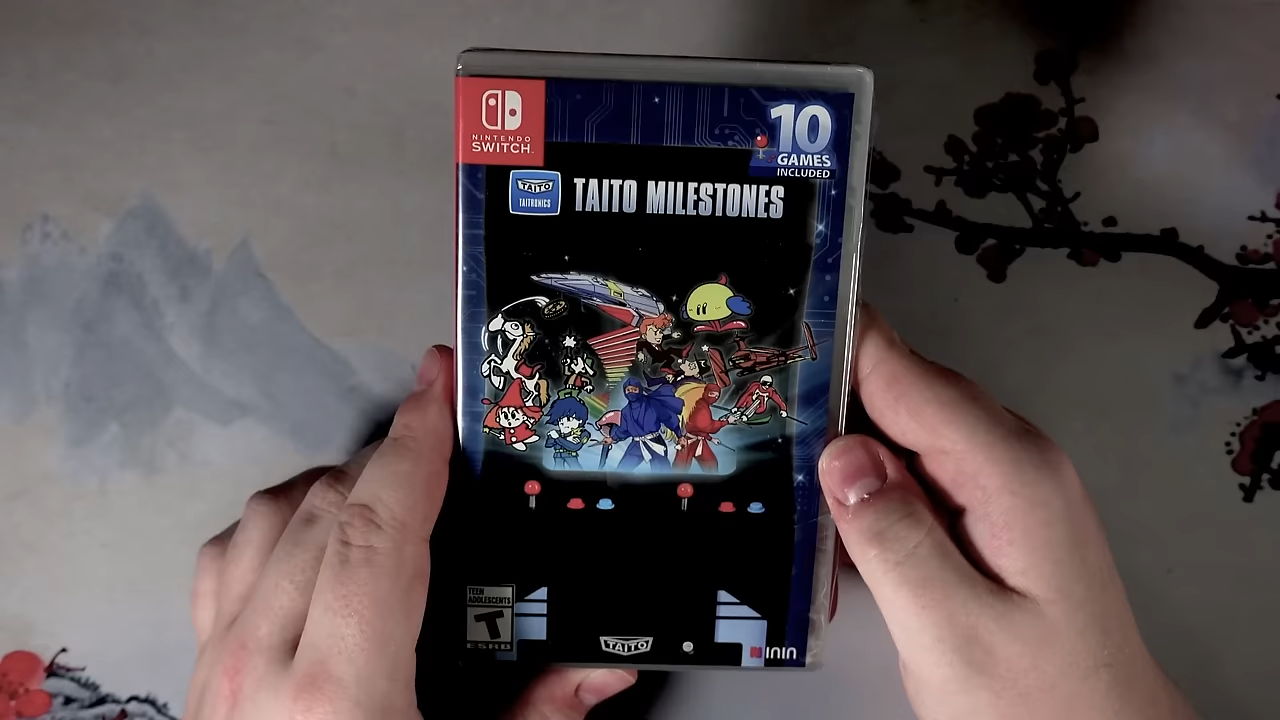 NINTENDO
SWITCH
10
GAMES
INCLUDED
TAITO
TAITRONICS
TAITO MILESTONES
TEEN
ADOLESCENTS
T
ESRB
TAITO
ININ